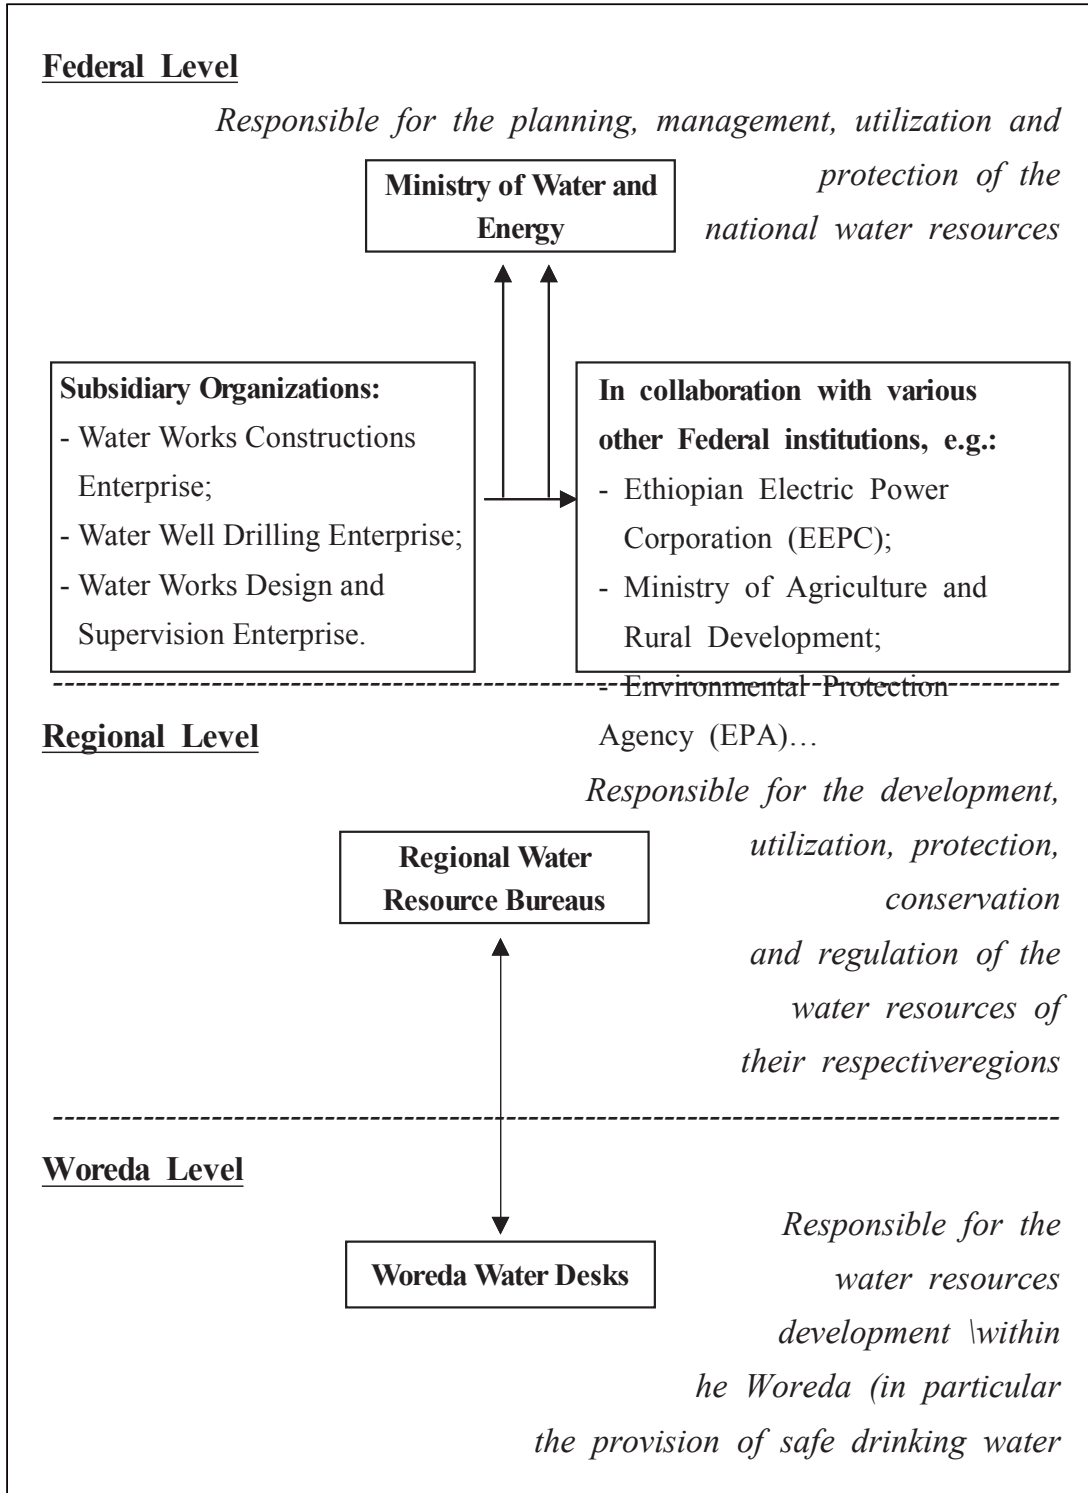 Federal Level
Responsible for the planning, management, utilization and
protection of the
national water resources
Ministry of Water and
Energy
Subsidiary Organizations:
- Water Works Constructions
Enterprise;
- Water Well Drilling Enterprise;
- Water Works Design and
Supervision Enterprise.
In collaboration with various
other Federal institutions, e.g.:
- Ethiopian Electric Power
Corporation (EEPC);
- Ministry of Agriculture and
Rural Development;
- Environmental Protection
Agency (EPA)…
Regional Level
Responsible for the development,
utilization, protection,
conservation
and regulation of the
water resources of
their respectiveregions
Regional Water
Resource Bureaus
Woreda Level
Woreda Water Desks
Responsible for the
water resources
development \within
he Woreda (in particular
the provision of safe drinking water